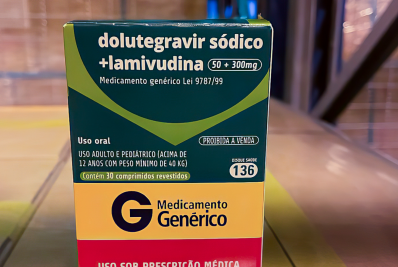 dolutegravir sódico
+lamivudina 50 + 300mg
Medicamento genérico Lei 9787/99
Uso oral
PROIBIDA A VENDA
USO ADULTO E PEDIÁTRICO (ACIMA DE
12 ANOS COM PESO MÍNIMO DE 40 KG)
Contém 30 comprimidos revestidos
DISQUE SAÚDE
136
G Medicamento
Genérico
USO SOB PRESCRIÇÃO MÉDICA